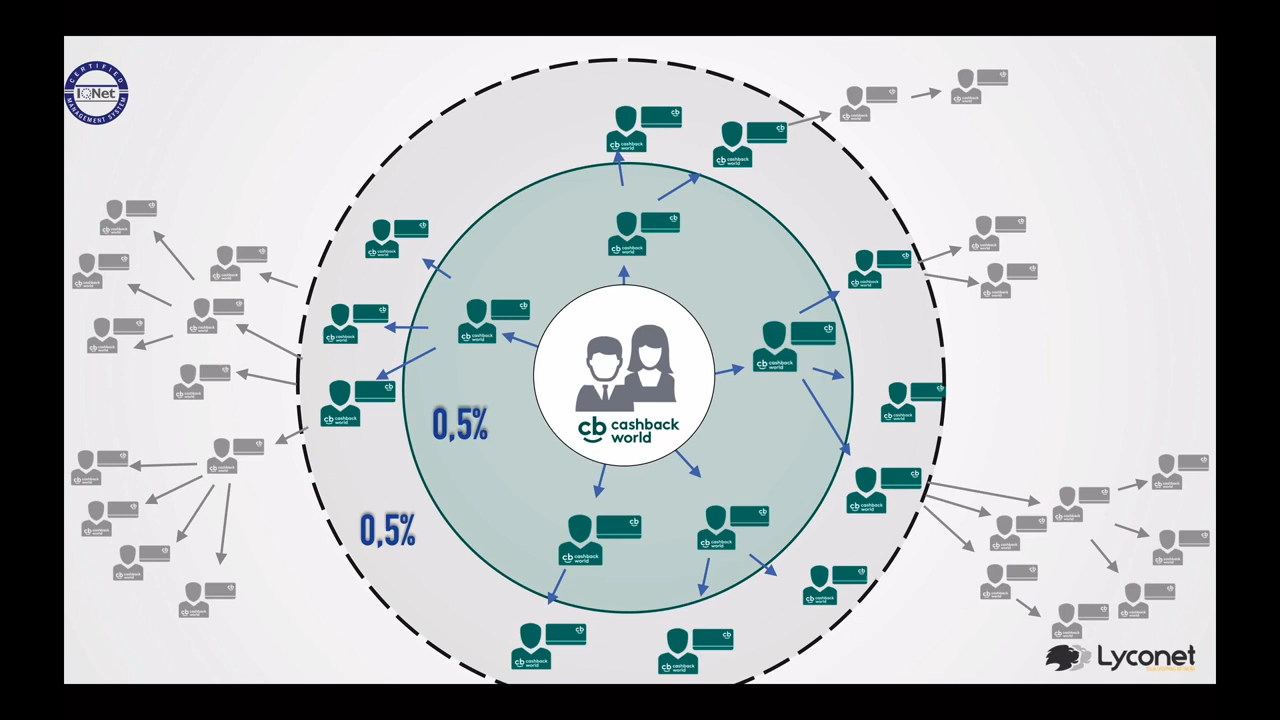 CERTIFIED
IQNet
MANAGEMENT SYSTEM
cb cashback
world
0,5%
0,5%
Lyconet